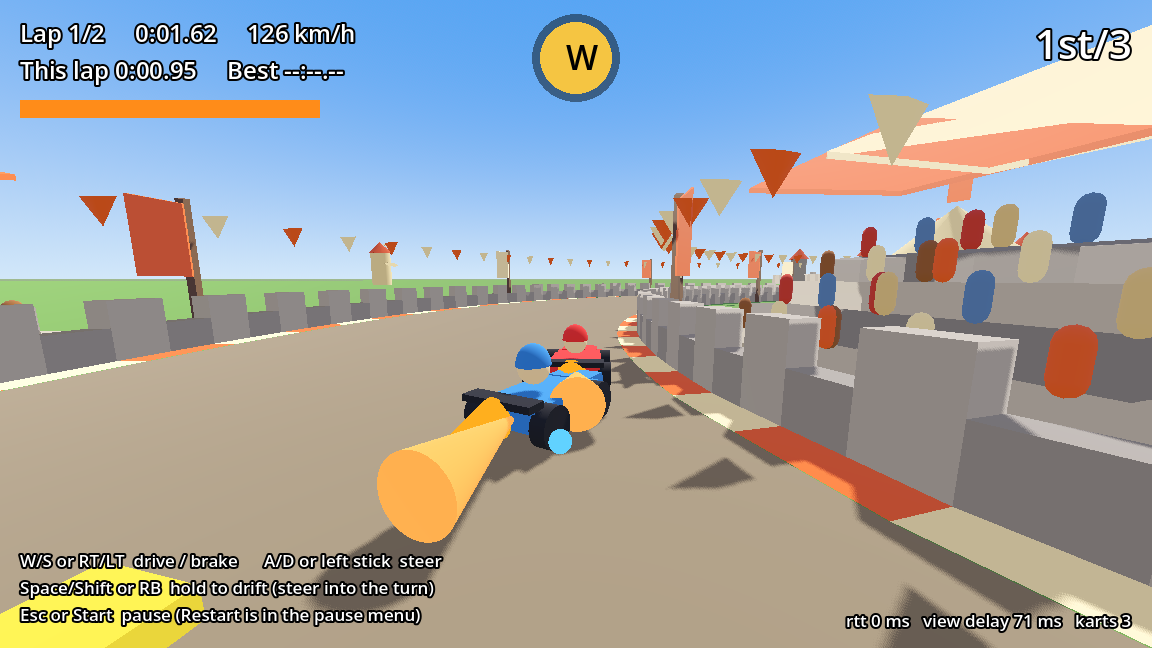 Lap 1/2 0:01.62 126 km/h
This lap 0:00.95 Best --:--.--
W
1st/3
W/S or RT/LT drive / brake A/D or left stick steer
Space/Shift or RB hold to drift (steer into the turn)
Esc or Start pause (Restart is in the pause menu)
rtt 0 ms view delay 71 ms karts 3